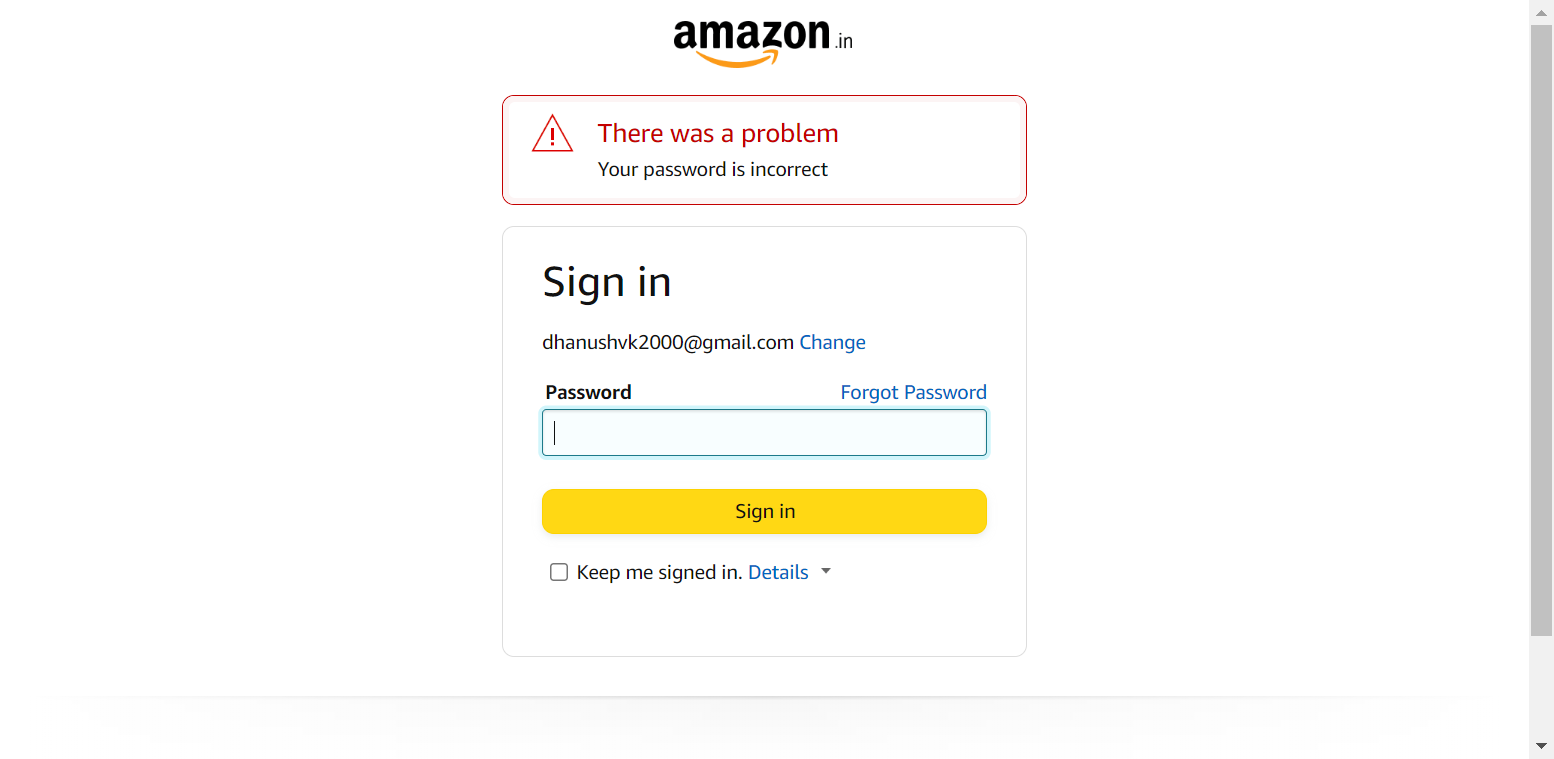 amazon.in
There was a problem
Your password is incorrect
Sign in
dhanushvk2000@gmail.com Change
Password Forgot Password
Sign in
Keep me signed in. Details